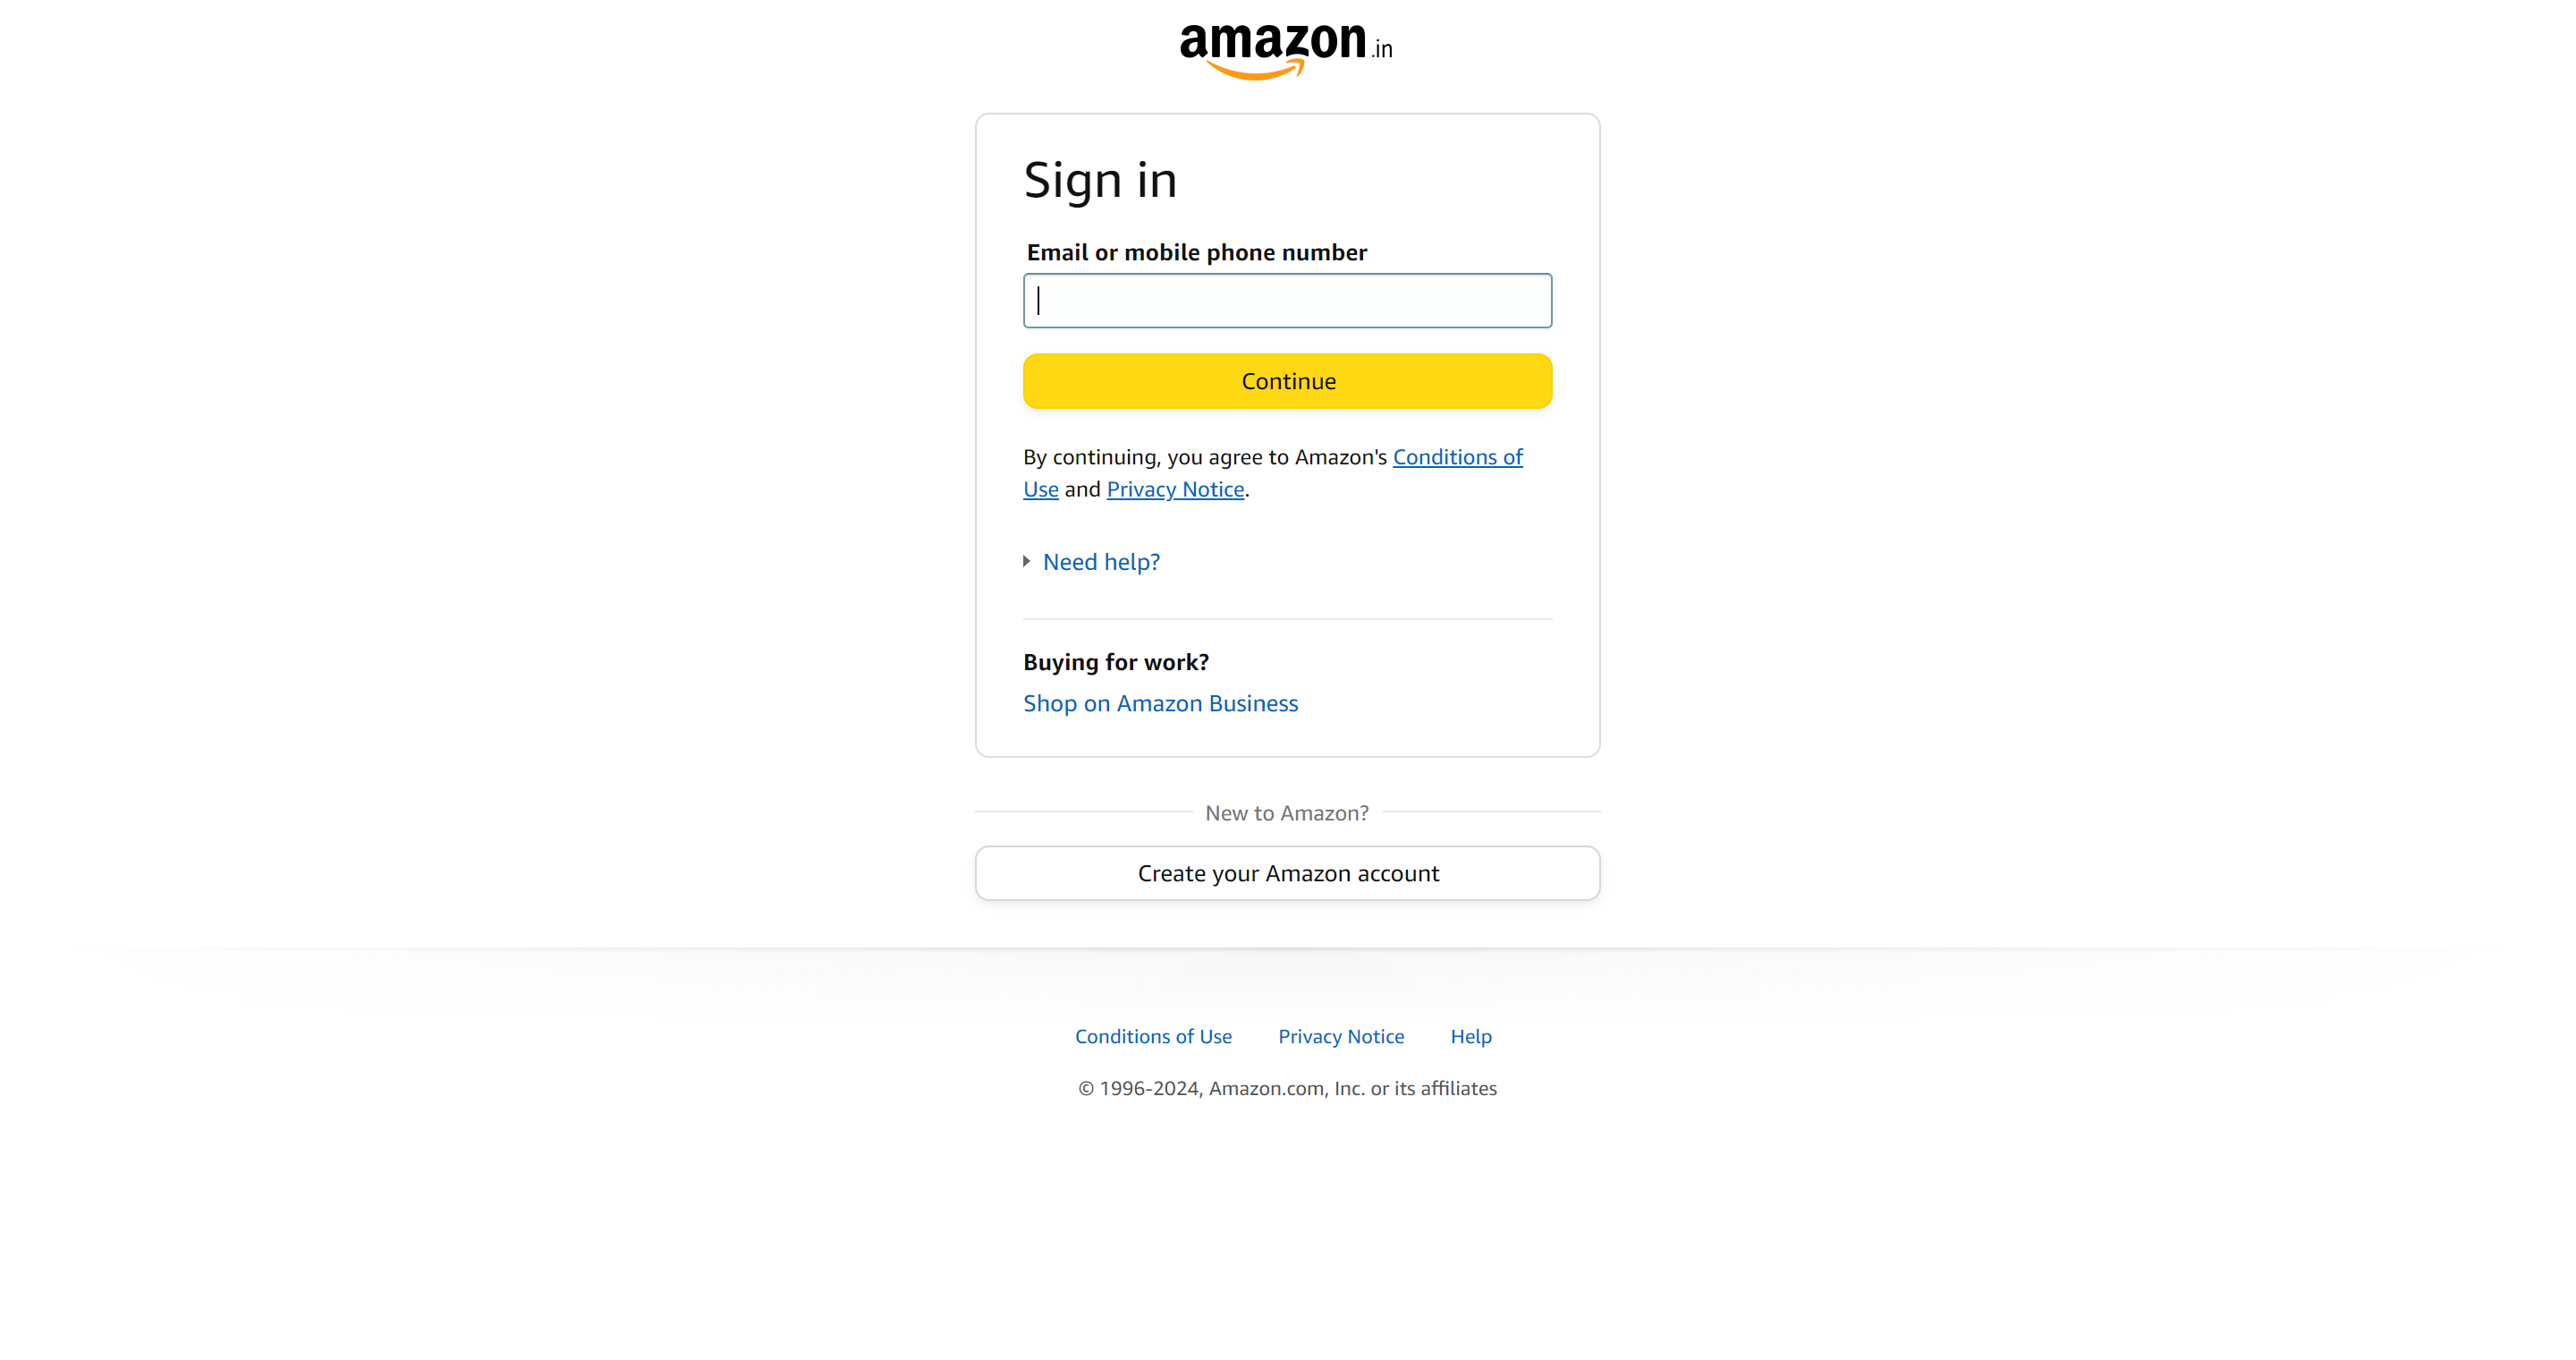 amazon.in
Sign in
Email or mobile phone number
Continue
By continuing, you agree to Amazon's Conditions of
Use and Privacy Notice.
Need help?
Buying for work?
Shop on Amazon Business
New to Amazon?
Create your Amazon account
Conditions of Use Privacy Notice Help
© 1996-2024, Amazon.com, Inc. or its affiliates